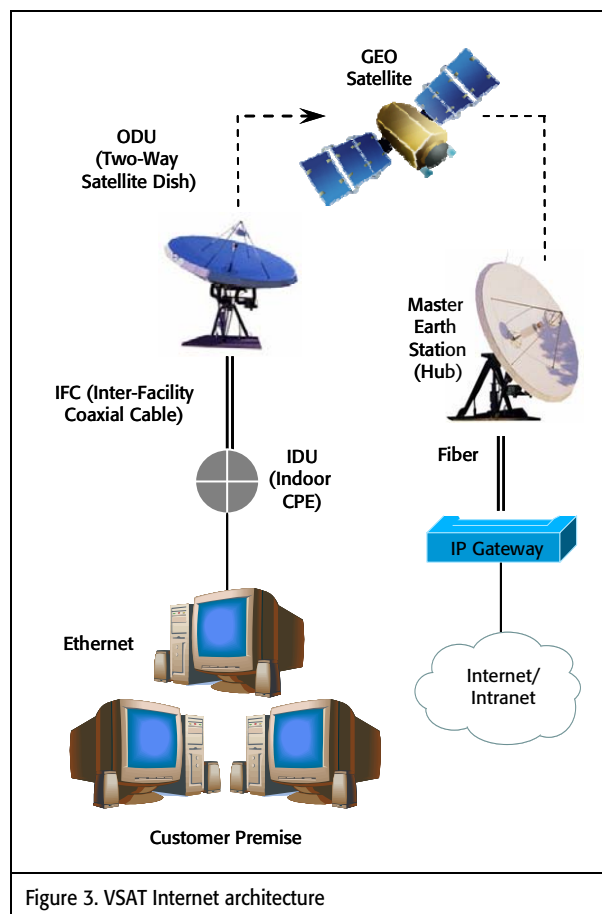 GEO
Satellite
ODU
(Two-Way
Satellite Dish)
Master
Earth
Station
(Hub)
IFC (Inter-Facility
Coaxial Cable)
IDU
(Indoor
CPE)
Fiber
IP Gateway
Ethernet
Internet/
Intranet
Customer Premise
Figure 3. VSAT Internet architecture